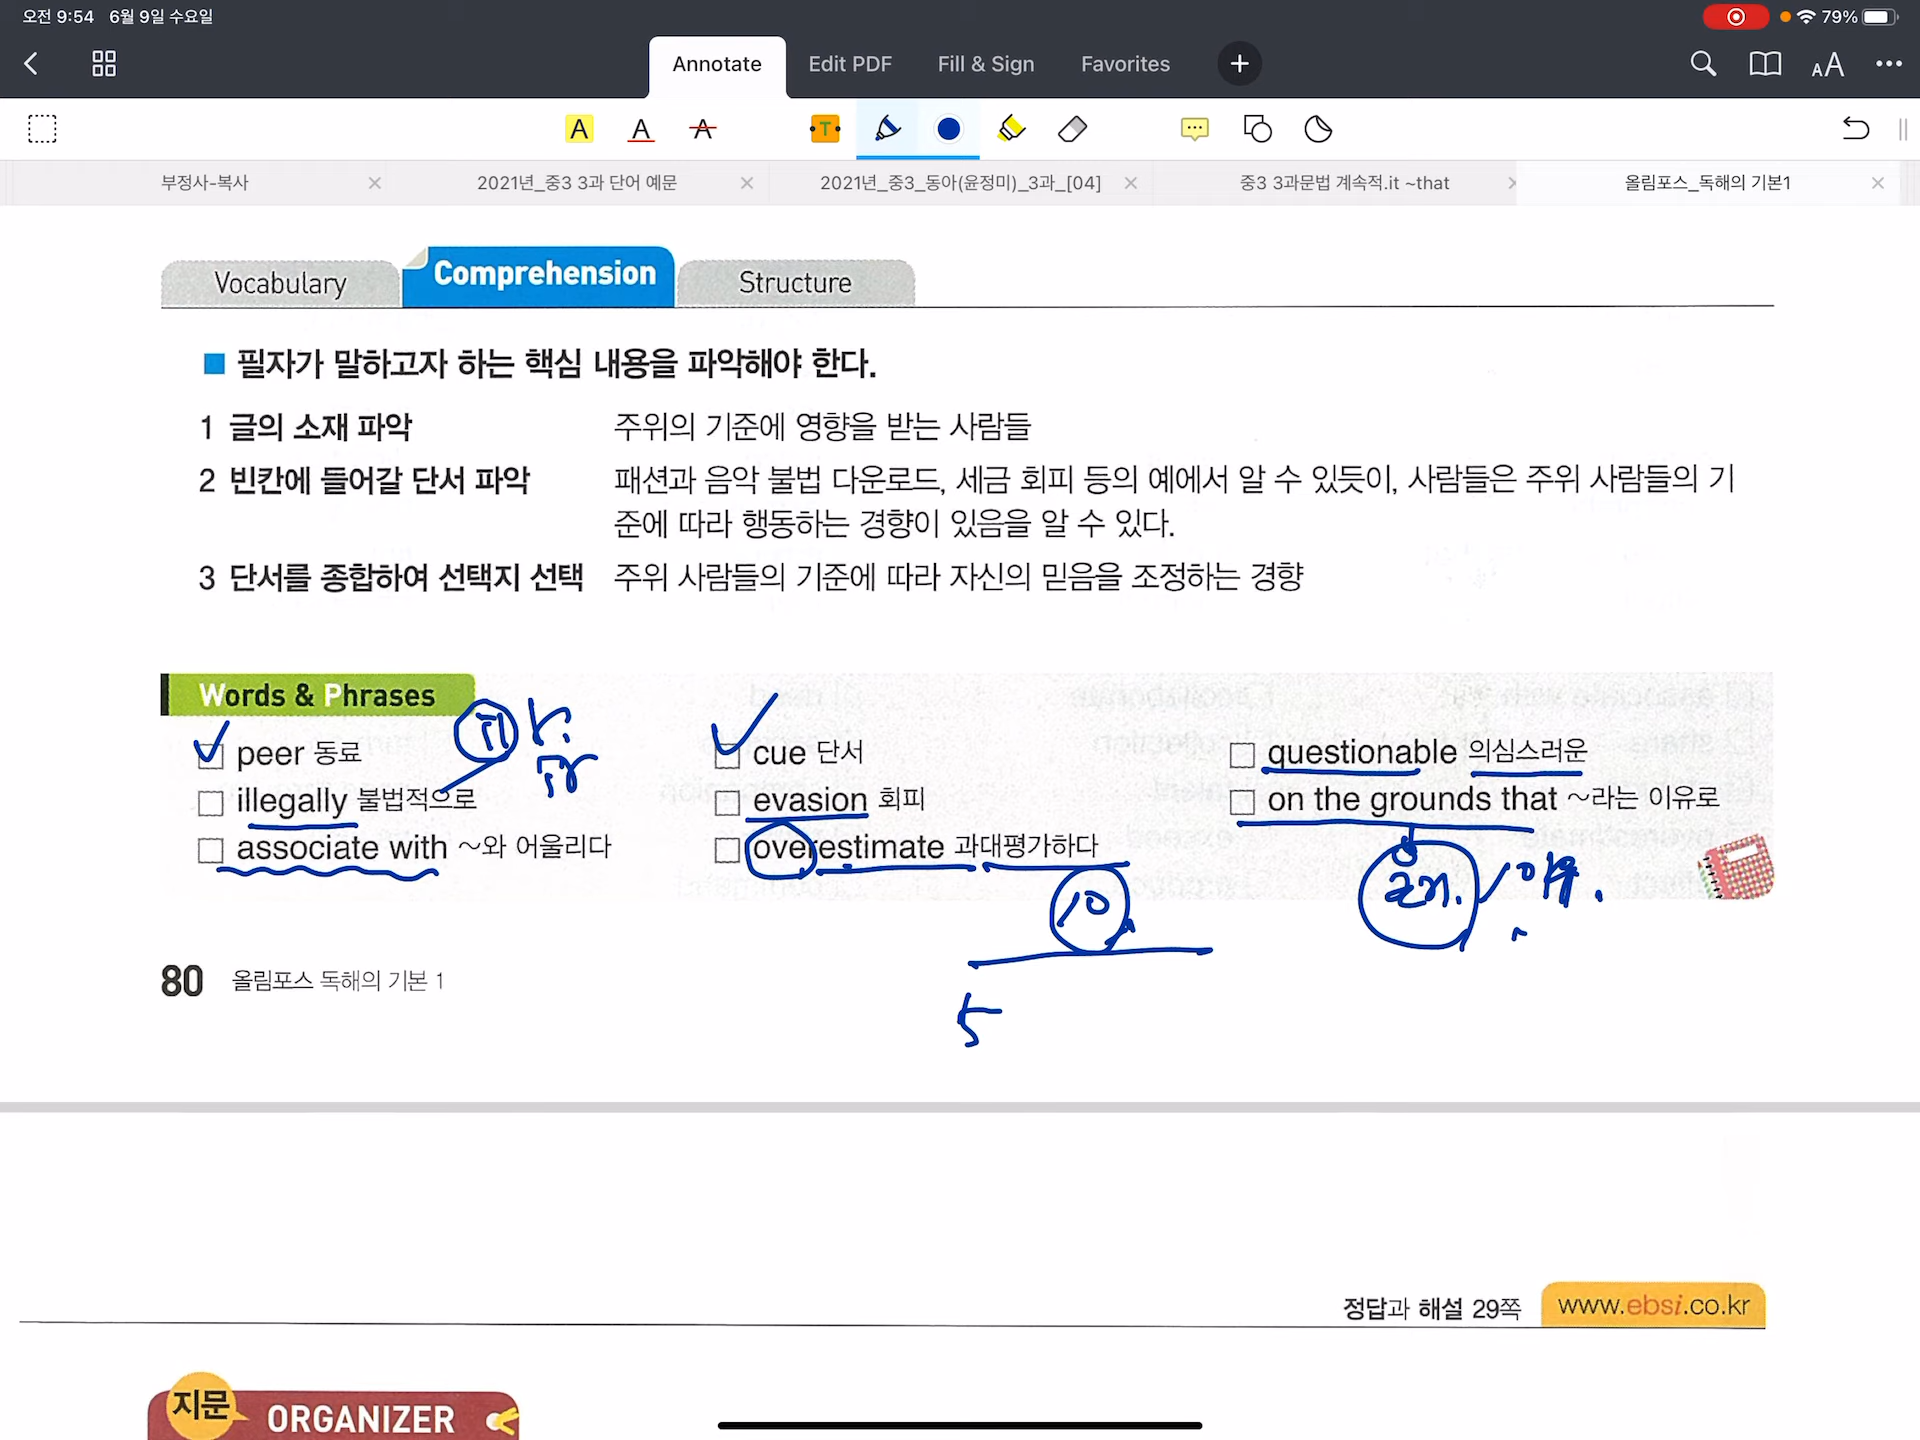 오전 9:54 6월 9일 수요일
79%
Annotate Edit PDF Fill & Sign Favorites
부정사-복사 2021년_중3 3과 단어 예문 2021년_중3_동아(윤정미)_3과_[04] 중3 3과문법 계속적.it ~that 올림포스_독해의 기본1
Vocabulary Comprehension Structure
필자가 말하고자 하는 핵심 내용을 파악해야 한다.
1 글의 소재 파악 주위의 기준에 영향을 받는 사람들
2 빈칸에 들어갈 단서 파악 패션과 음악 불법 다운로드, 세금 회피 등의 예에서 알 수 있듯이, 사람들은 주위 사람들의 기
준에 따라 행동하는 경향이 있음을 알 수 있다.
3 단서를 종합하여 선택지 선택 주위 사람들의 기준에 따라 자신의 믿음을 조정하는 경향
Words & Phrases
peer 동료 cue 단서 questionable 의심스러운
illegally 불법적으로 evasion 회피 on the grounds that ~라는 이유로
associate with ~와 어울리다 overestimate 과대평가하다
10
5
80 올림포스 독해의 기본 1
정답과 해설 29쪽 www.ebsi.co.kr
지문 ORGANIZER